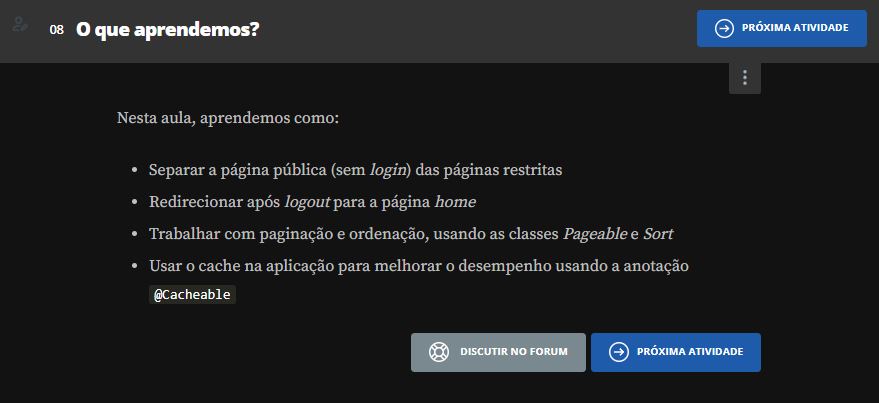 08 O que aprendemos?
PRÓXIMA ATIVIDADE
Nesta aula, aprendemos como:
• Separar a página pública (sem login) das páginas restritas
• Redirecionar após logout para a página home
• Trabalhar com paginação e ordenação, usando as classes Pageable e Sort
• Usar o cache na aplicação para melhorar o desempenho usando a anotação
@Cacheable
DISCUTIR NO FORUM
PRÓXIMA ATIVIDADE